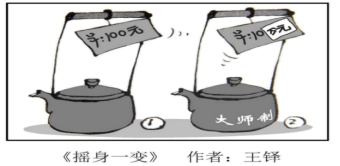 ¥:100元
¥:10万元
大师制
1
2
《摇身一变》 作者:王铎